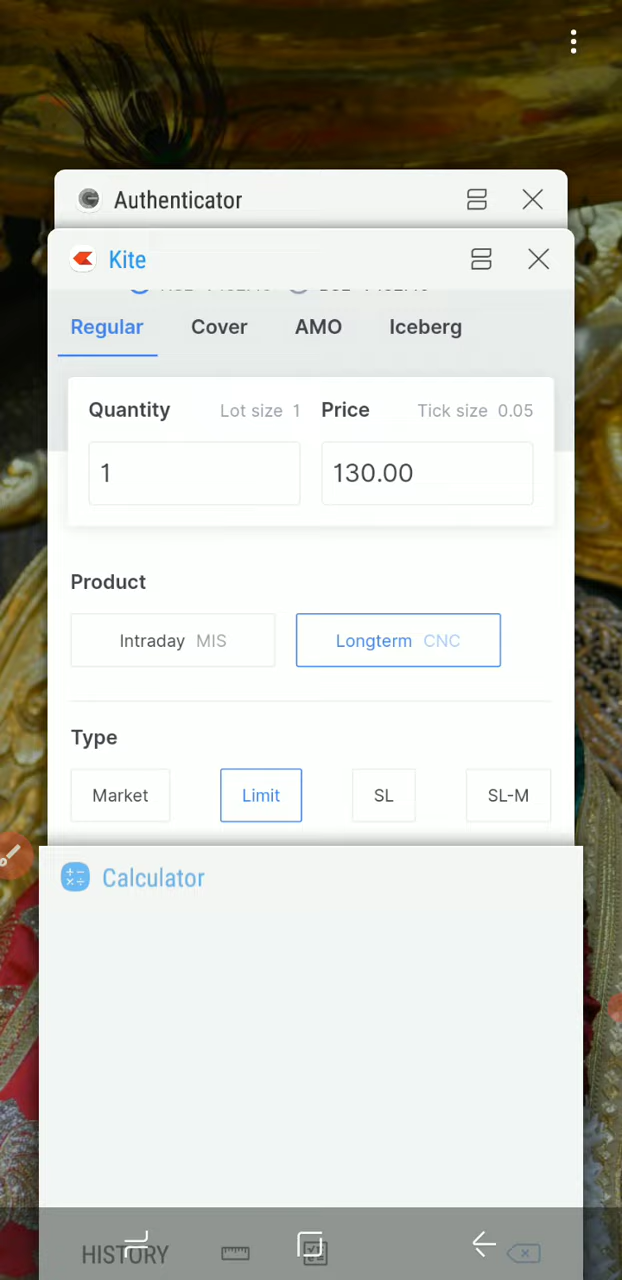 Authenticator
Kite
Regular Cover AMO Iceberg
Quantity Lot size 1 Price Tick size 0.05
1 130.00
Product
Intraday MIS Longterm CNC
Type
Market Limit SL SL-M
Calculator
HISTORY